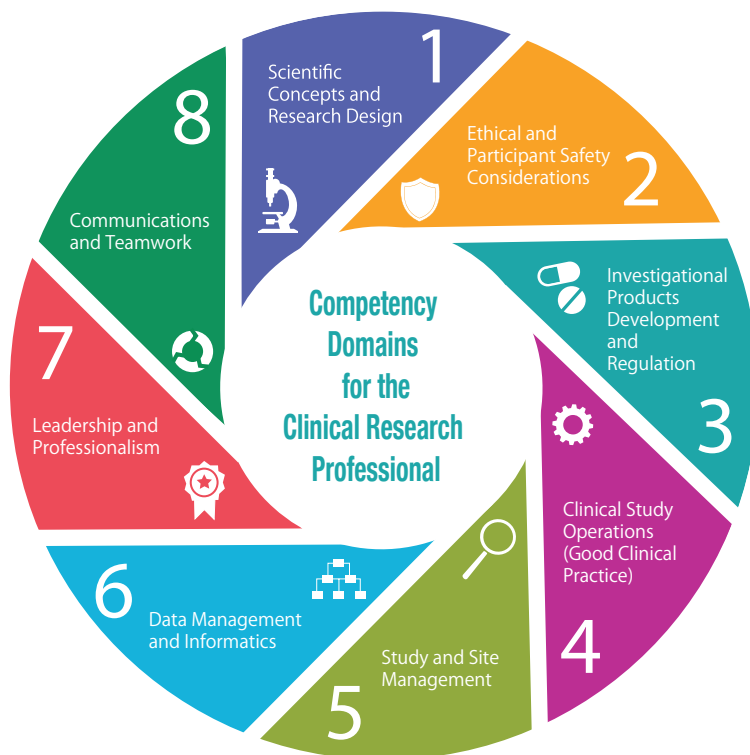 Competency
Domains
for the
Clinical Research
Professional
1
Scientific
Concepts and
Research Design
2
Ethical and
Participant Safety
Considerations
3
Investigational
Products
Development
and
Regulation
4
Clinical Study
Operations
(Good Clinical
Practice)
5
Study and Site
Management
6
Data Management
and Informatics
7
Leadership and
Professionalism
8
Communications
and Teamwork